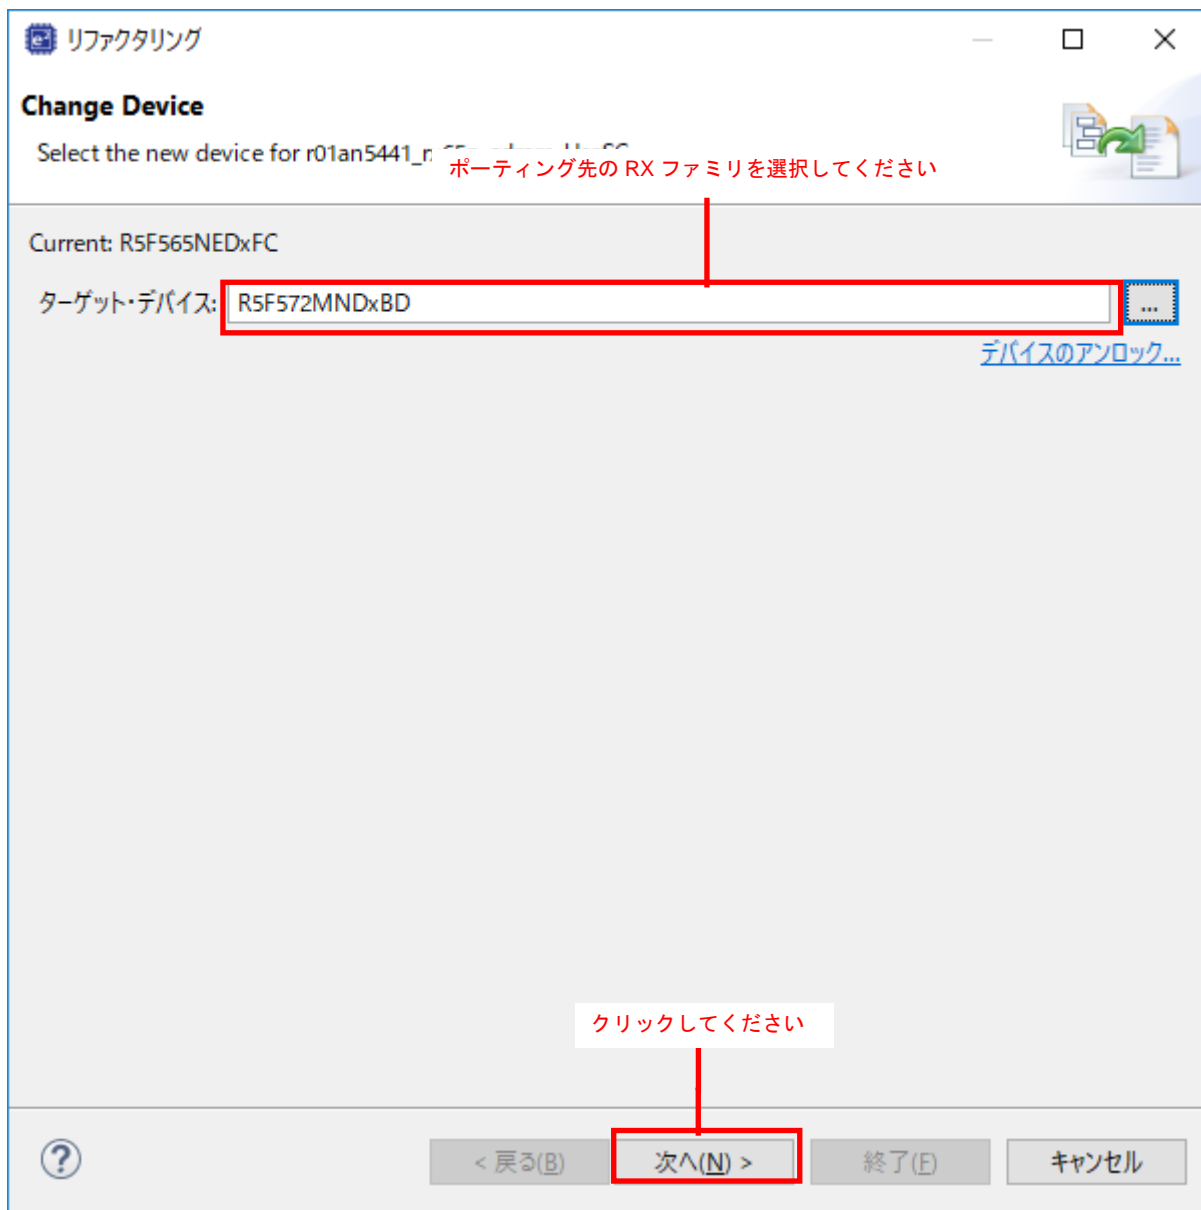 リファクタリング
Change Device
Select the new device for r01an5441_
ポーティング先の RX ファミリを選択してください
Current: R5F565NEDxFC
ターゲット・デバイス: R5F572MNDxBD ...
デバイスのアンロック...
クリックしてください
< 戻る(B) 次へ(N) > 終了(F) キャンセル